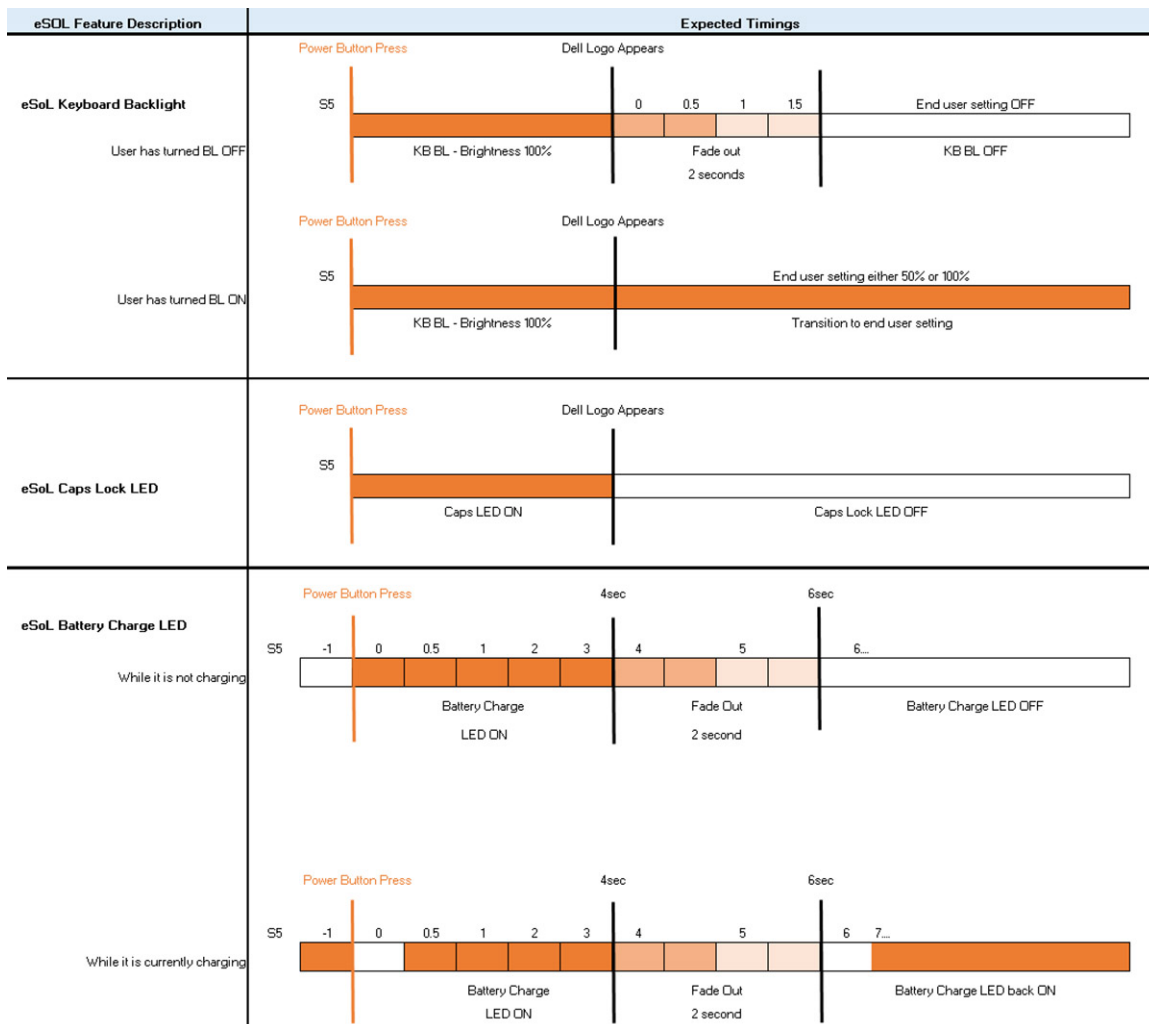 eSOL Feature Description
Expected Timings
Power Button Press
Dell Logo Appears
eSoL Keyboard Backlight
S5
0 0.5 1 1.5
End user setting OFF
User has turned BL OFF
KB BL - Brightness 100%
Fade out
KB BL OFF
2 seconds
Power Button Press
Dell Logo Appears
S5
End user setting either 50% or 100%
User has turned BL ON
KB BL - Brightness 100%
Transition to end user setting
Power Button Press
Dell Logo Appears
S5
eSoL Caps Lock LED
Caps LED ON
Caps Lock LED OFF
Power Button Press
4sec
6sec
eSoL Battery Charge LED
S5 -1 0 0.5 1 2 3 4 5 6....
While it is not charging
Battery Charge
Fade Out
Battery Charge LED OFF
LED ON
2 second
Power Button Press
4sec
6sec
S5 -1 0 0.5 1 2 3 4 5 6 7....
While it is currently charging
Battery Charge
Fade Out
Battery Charge LED back ON
LED ON
2 second